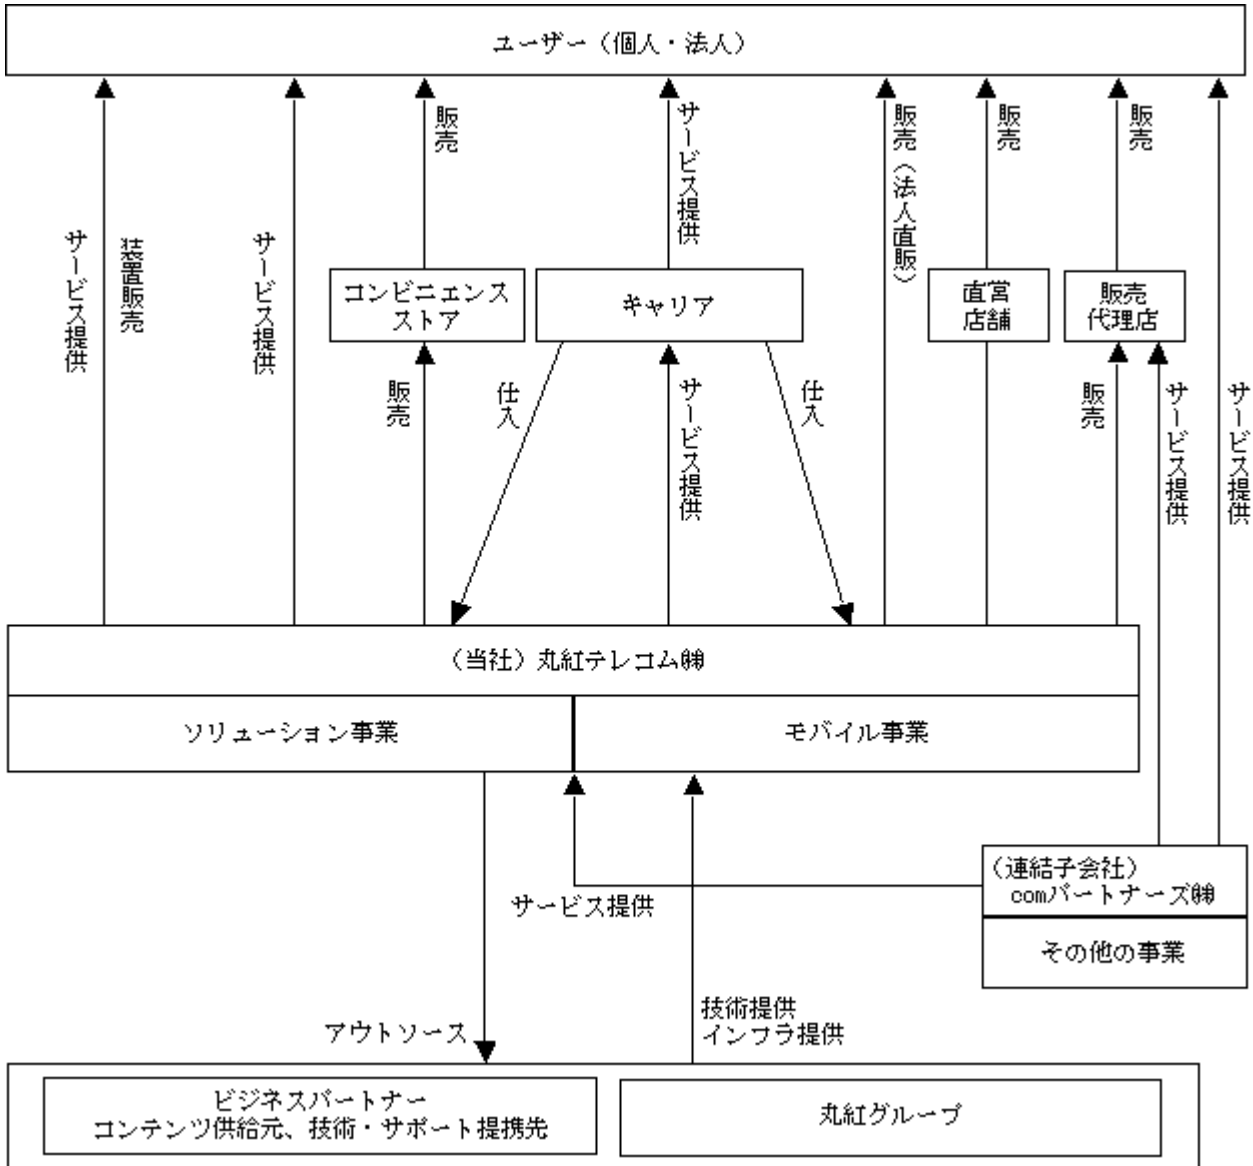 ユーザー（個人・法人）
サービス提供
装置販売
サービス提供
販売
サービス提供
販売（法人直販）
販売
販売
コンビニエンス
ストア
キャリア
直営
店舗
販売
代理店
販売
仕入
サービス提供
仕入
販売
サービス提供
サービス提供
（当社）丸紅テレコム㈱
ソリューション事業
モバイル事業
（連結子会社）
comパートナーズ㈱
その他の事業
サービス提供
アウトソース
技術提供
インフラ提供
ビジネスパートナー
コンテンツ供給元、技術・サポート提携先
丸紅グループ